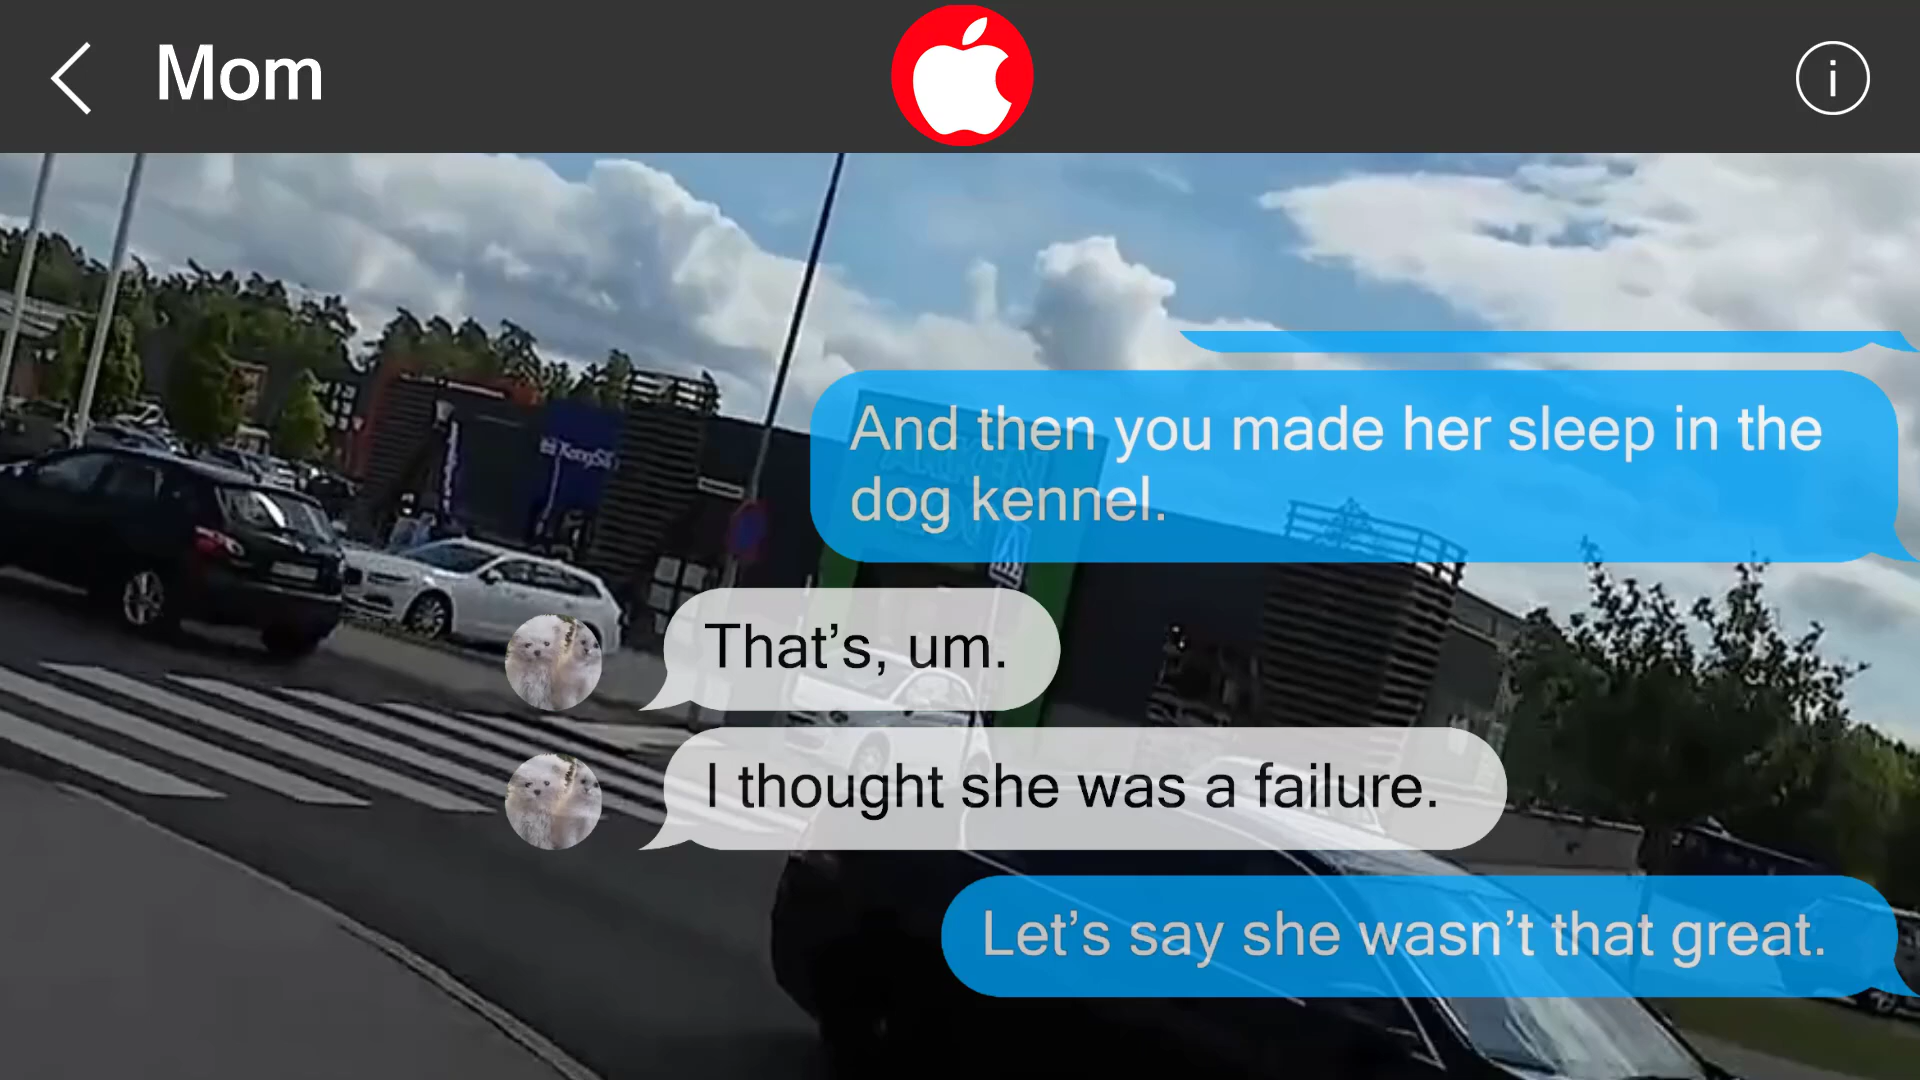 Mom
And then you made her sleep in the
dog kennel.
That's, um.
I thought she was a failure.
Let's say she wasn't that great.